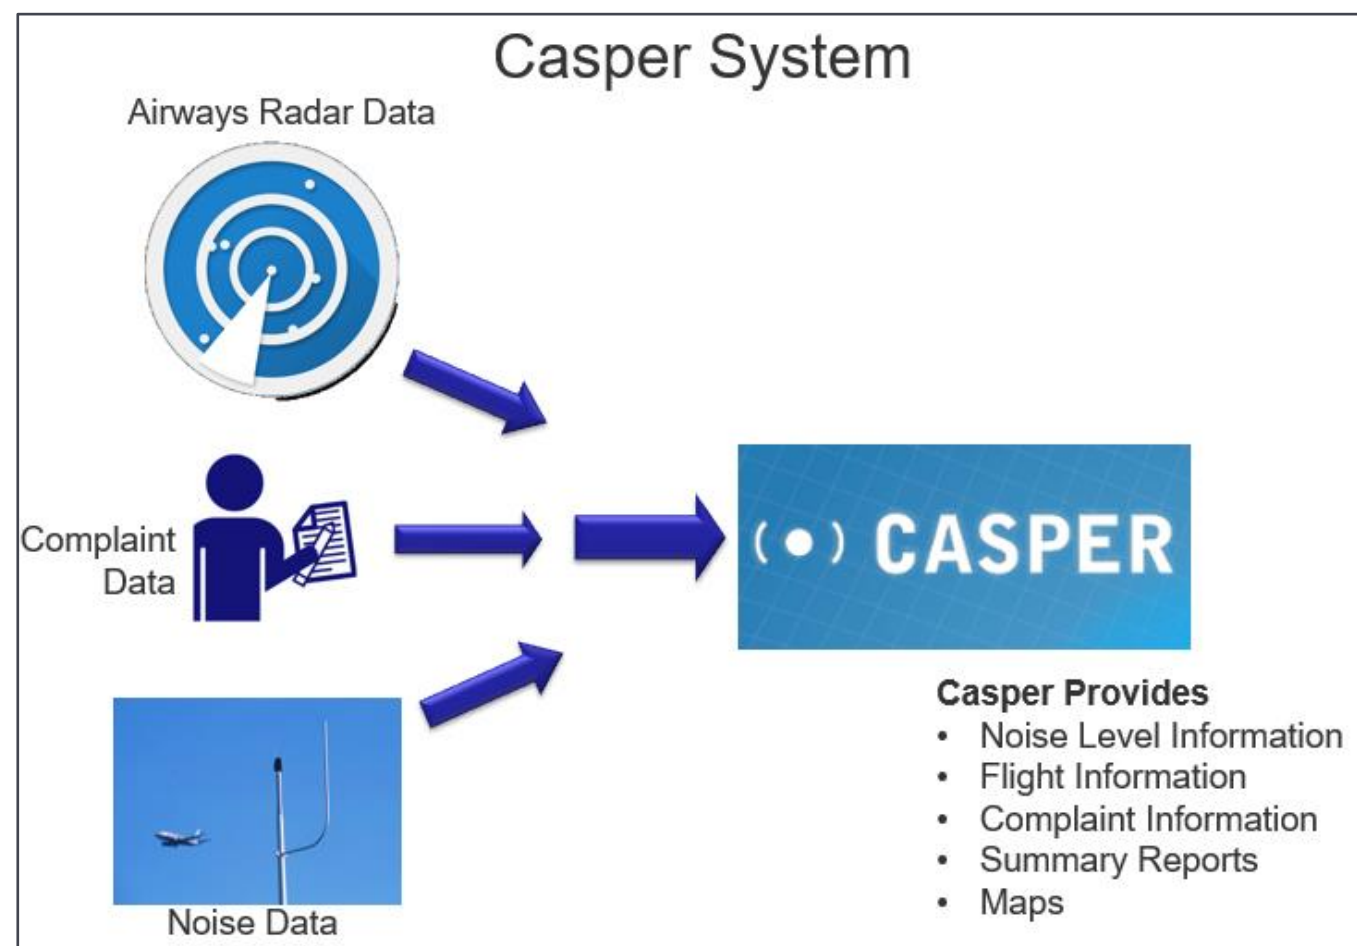 Casper System
Airways Radar Data
Complaint
Data
Noise Data
(•) CASPER
Casper Provides
• Noise Level Information
• Flight Information
• Complaint Information
• Summary Reports
• Maps